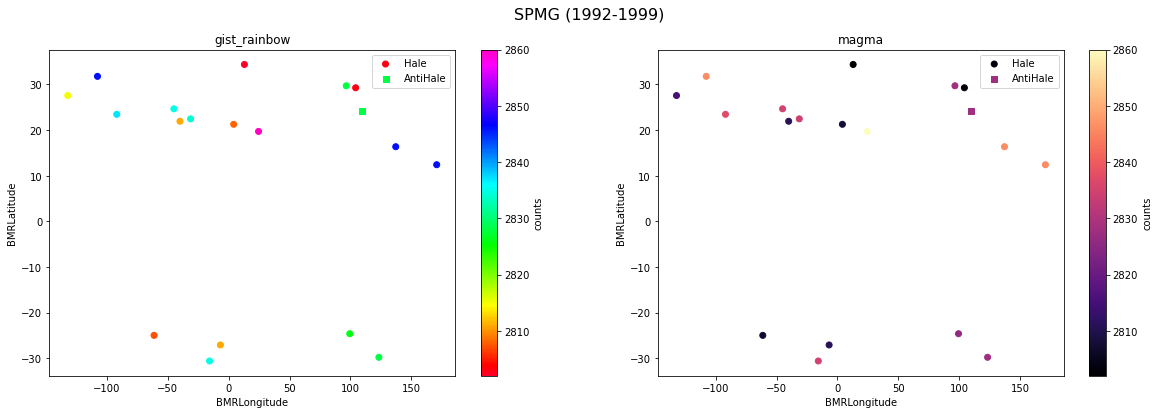 SPMG (1992-1999)
gist_rainbow
Hale
AntiHale
30
20
10
0
−10
−20
−30
BMRLatitude
−100
−50
0
50
100
150
BMRLongitude
2860
2850
2840
2830
2820
2810
counts
magma
Hale
AntiHale
30
20
10
0
−10
−20
−30
BMRLatitude
−100
−50
0
50
100
150
BMRLongitude
2860
2850
2840
2830
2820
2810
counts